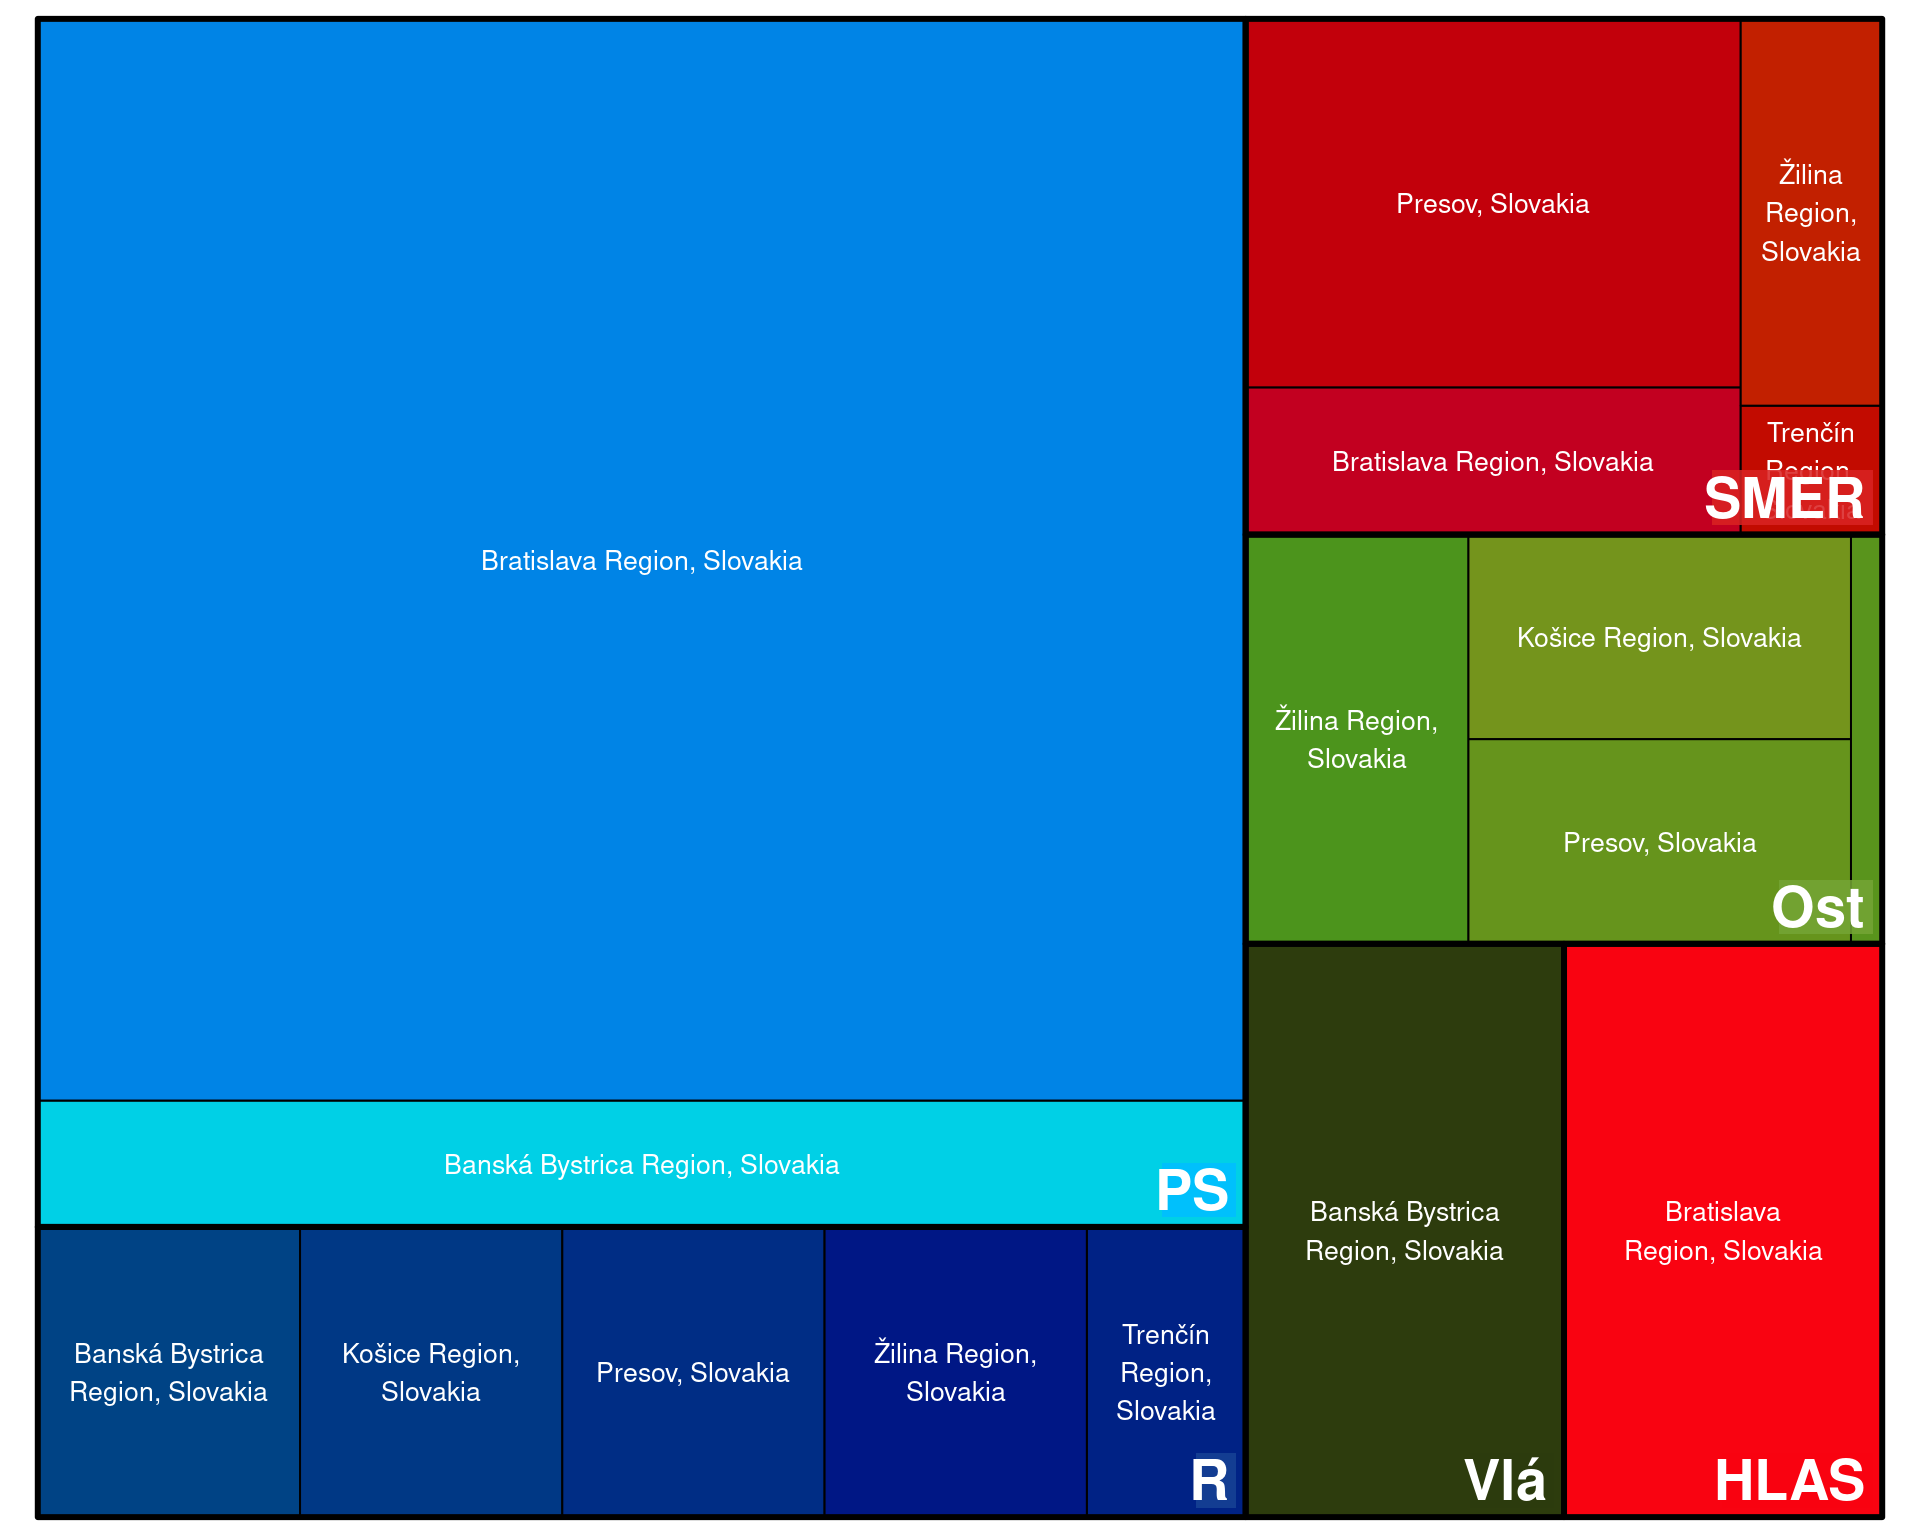 Bratislava Region, Slovakia
Banská Bystrica Region, Slovakia
PS
Banská Bystrica
Region, Slovakia
Košice Region,
Slovakia
Presov, Slovakia
Žilina Region,
Slovakia
Trenčín
Region,
Slovakia
R
Presov, Slovakia
Žilina
Region,
Slovakia
Bratislava Region, Slovakia
Trenčín
Region,
SMER
Žilina Region,
Slovakia
Košice Region, Slovakia
Presov, Slovakia
Ost
Banská Bystrica
Region, Slovakia
Vlá
Bratislava
Region, Slovakia
HLAS